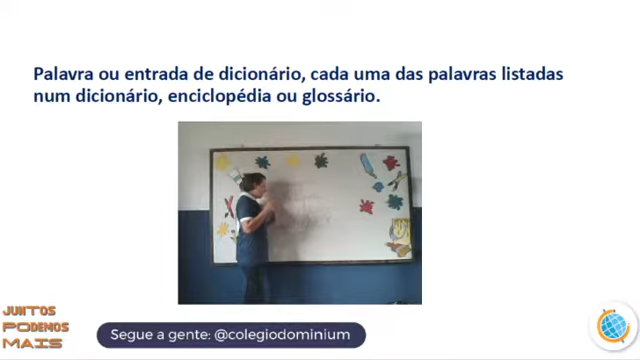 Palavra ou entrada de dicionário, cada uma das palavras listadas
num dicionário, enciclopédia ou glossário.
JUNTOS
PODEMOS
MAIS
Segue a gente: @colegiodominium